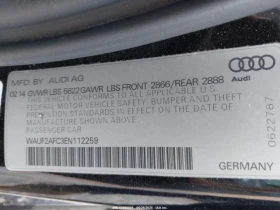 MFD. BY AUDI AG
02 14 GVWR LBS 5622 GAWR LBS FRONT 2866/REAR 2888
THIS VEHICLE CONFORMS TO ALL APPLICABLE
FEDERAL MOTOR VEHICLE SAFETY, BUMPER, AND
THEFT PREVENTION STANDARDS IN EFFECT ON THE
DATE OF MANUFACTURE SHOWN ABOVE.
PASSENGER CAR
WAUF2AFC3EN112259
GERMANY
Audi
0622787